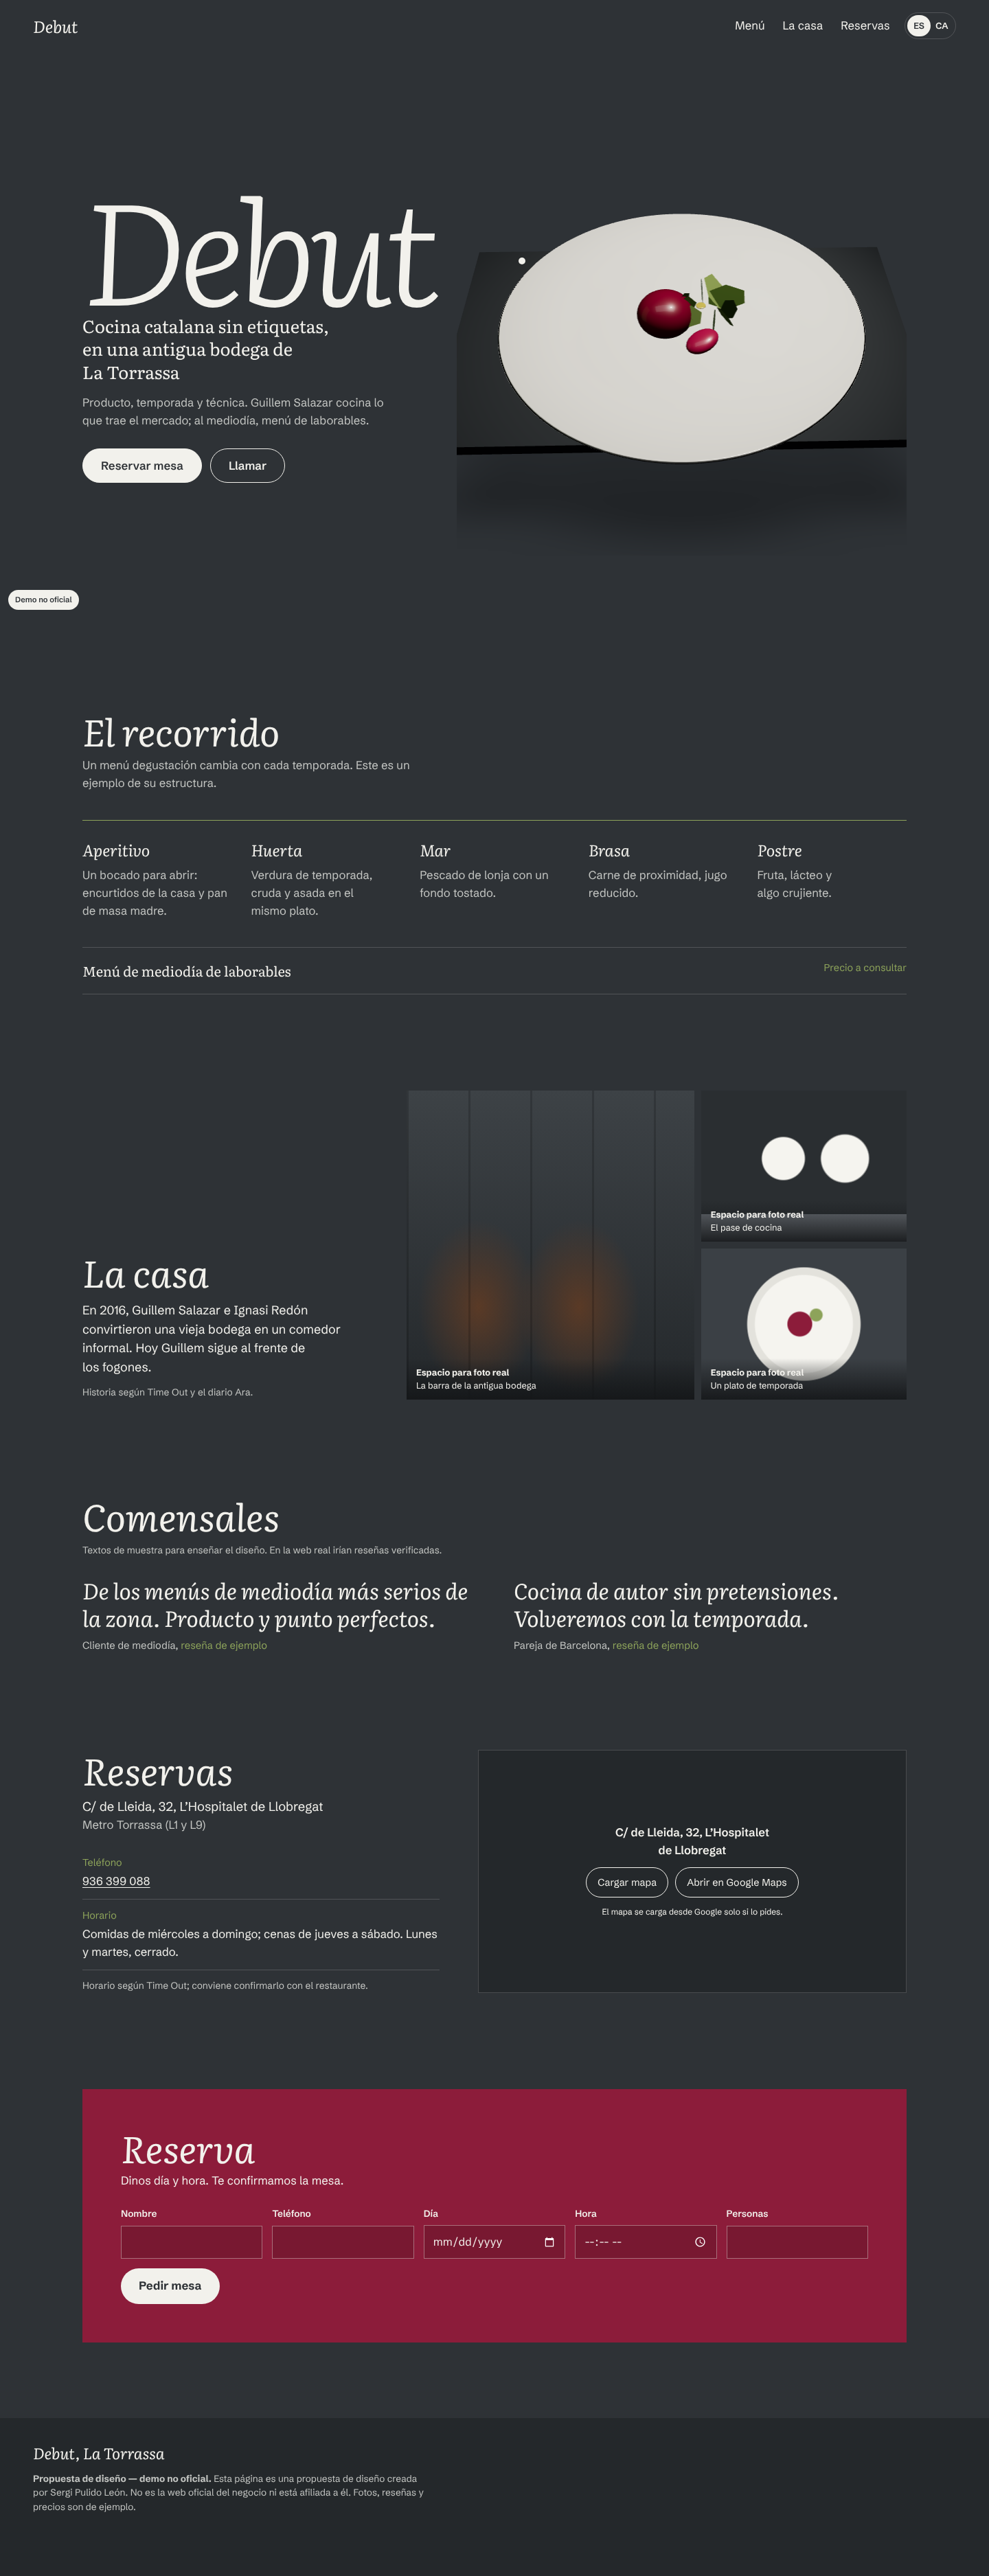 Debut
Menú
La casa
Reservas
ES
CA
Debut
Cocina catalana sin etiquetas,
en una antigua bodega de
La Torrassa
Producto, temporada y técnica. Guillem Salazar cocina lo
que trae el mercado; al mediodía, menú de laborables.
Reservar mesa
Llamar
Demo no oficial
El recorrido
Un menú degustación cambia con cada temporada. Este es un
ejemplo de su estructura.
Aperitivo
Un bocado para abrir:
encurtidos de la casa y pan
de masa madre.
Huerta
Verdura de temporada,
cruda y asada en el
mismo plato.
Mar
Pescado de lonja con un
fondo tostado.
Brasa
Carne de proximidad, jugo
reducido.
Postre
Fruta, lácteo y
algo crujiente.
Menú de mediodía de laborables
Precio a consultar
La casa
En 2016, Guillem Salazar e Ignasi Redón
convirtieron una vieja bodega en un comedor
informal. Hoy Guillem sigue al frente de
los fogones.
Historia según Time Out y el diario Ara.
Espacio para foto real
La barra de la antigua bodega
Espacio para foto real
El pase de cocina
Espacio para foto real
Un plato de temporada
Comensales
Textos de muestra para enseñar el diseño. En la web real irían reseñas verificadas.
De los menús de mediodía más serios de
la zona. Producto y punto perfectos.
Cliente de mediodía, reseña de ejemplo
Cocina de autor sin pretensiones.
Volveremos con la temporada.
Pareja de Barcelona, reseña de ejemplo
Reservas
C/ de Lleida, 32, L’Hospitalet de Llobregat
Metro Torrassa (L1 y L9)
Teléfono
936 399 088
Horario
Comidas de miércoles a domingo; cenas de jueves a sábado. Lunes
y martes, cerrado.
Horario según Time Out; conviene confirmarlo con el restaurante.
C/ de Lleida, 32, L’Hospitalet
de Llobregat
Cargar mapa
Abrir en Google Maps
El mapa se carga desde Google solo si lo pides.
Reserva
Dinos día y hora. Te confirmamos la mesa.
Nombre
Teléfono
Día
Hora
Personas
mm/dd/yyyy
--:-- --
Pedir mesa
Debut, La Torrassa
Propuesta de diseño — demo no oficial. Esta página es una propuesta de diseño creada
por Sergi Pulido León. No es la web oficial del negocio ni está afiliada a él. Fotos, reseñas y
precios son de ejemplo.